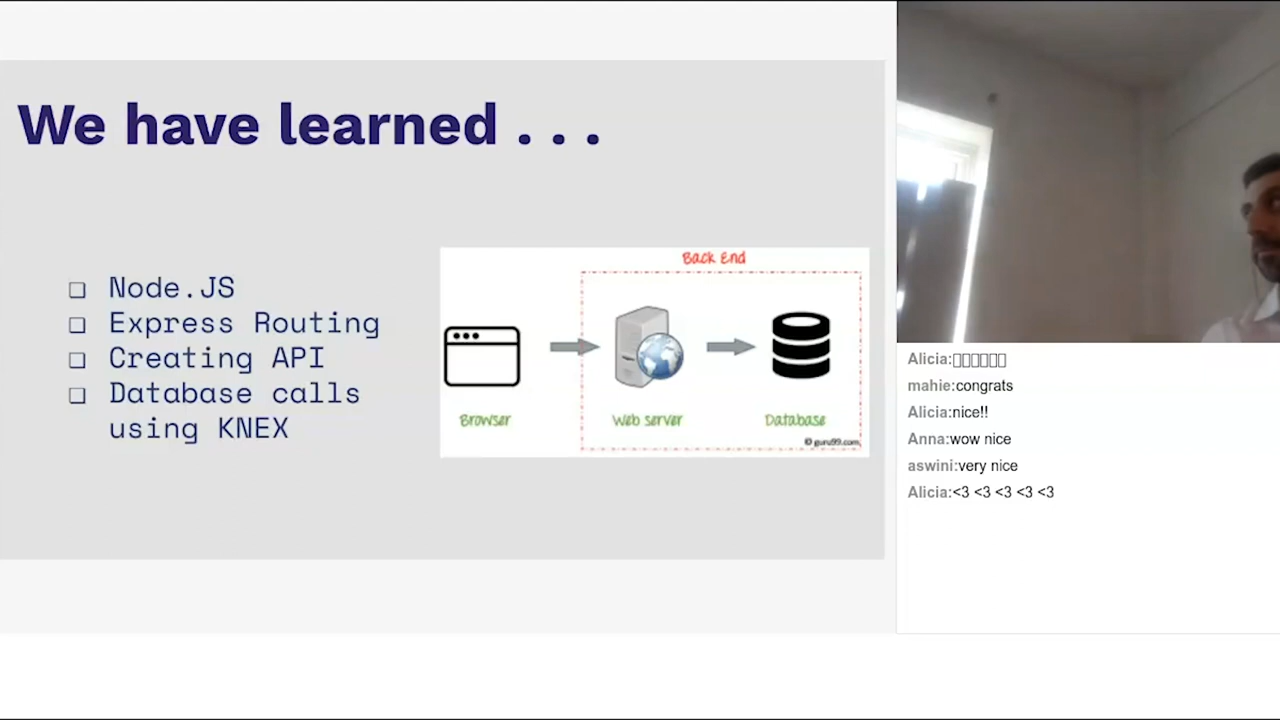 We have learned . . .
❑ Node.JS
❑ Express Routing
❑ Creating API
❑ Database calls
using KNEX
Back End
Browser
Web server
Database
© guru99.com
Alicia:▯▯▯▯▯▯
mahie:congrats
Alicia:nice!!
Anna:wow nice
aswini:very nice
Alicia:<3 <3 <3 <3 <3